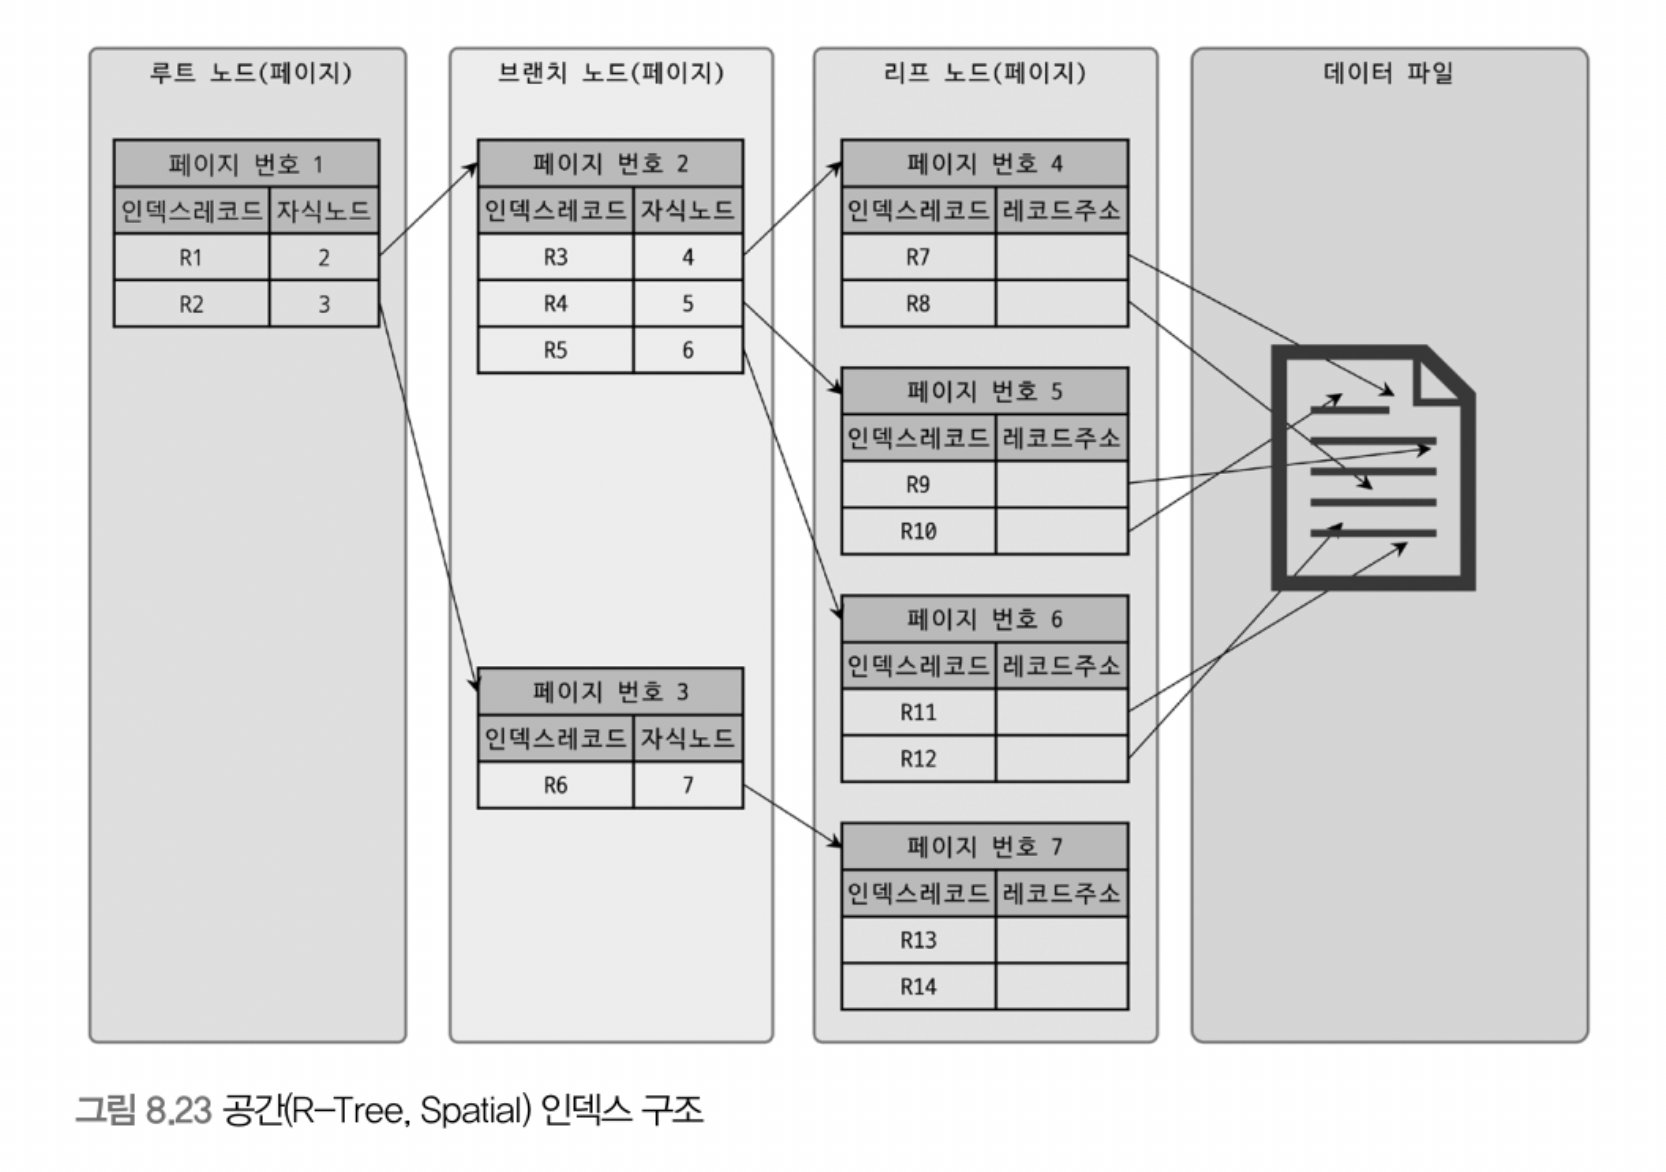 루트 노드(페이지)
페이지 번호 1
인덱스레코드 자식노드
R1 2
R2 3
브랜치 노드(페이지)
페이지 번호 2
인덱스레코드 자식노드
R3 4
R4 5
R5 6
페이지 번호 3
인덱스레코드 자식노드
R6 7
리프 노드(페이지)
페이지 번호 4
인덱스레코드 레코드주소
R7
R8
페이지 번호 5
인덱스레코드 레코드주소
R9
R10
페이지 번호 6
인덱스레코드 레코드주소
R11
R12
페이지 번호 7
인덱스레코드 레코드주소
R13
R14
데이터 파일
그림 8.23 공간(R-Tree, Spatial) 인덱스 구조